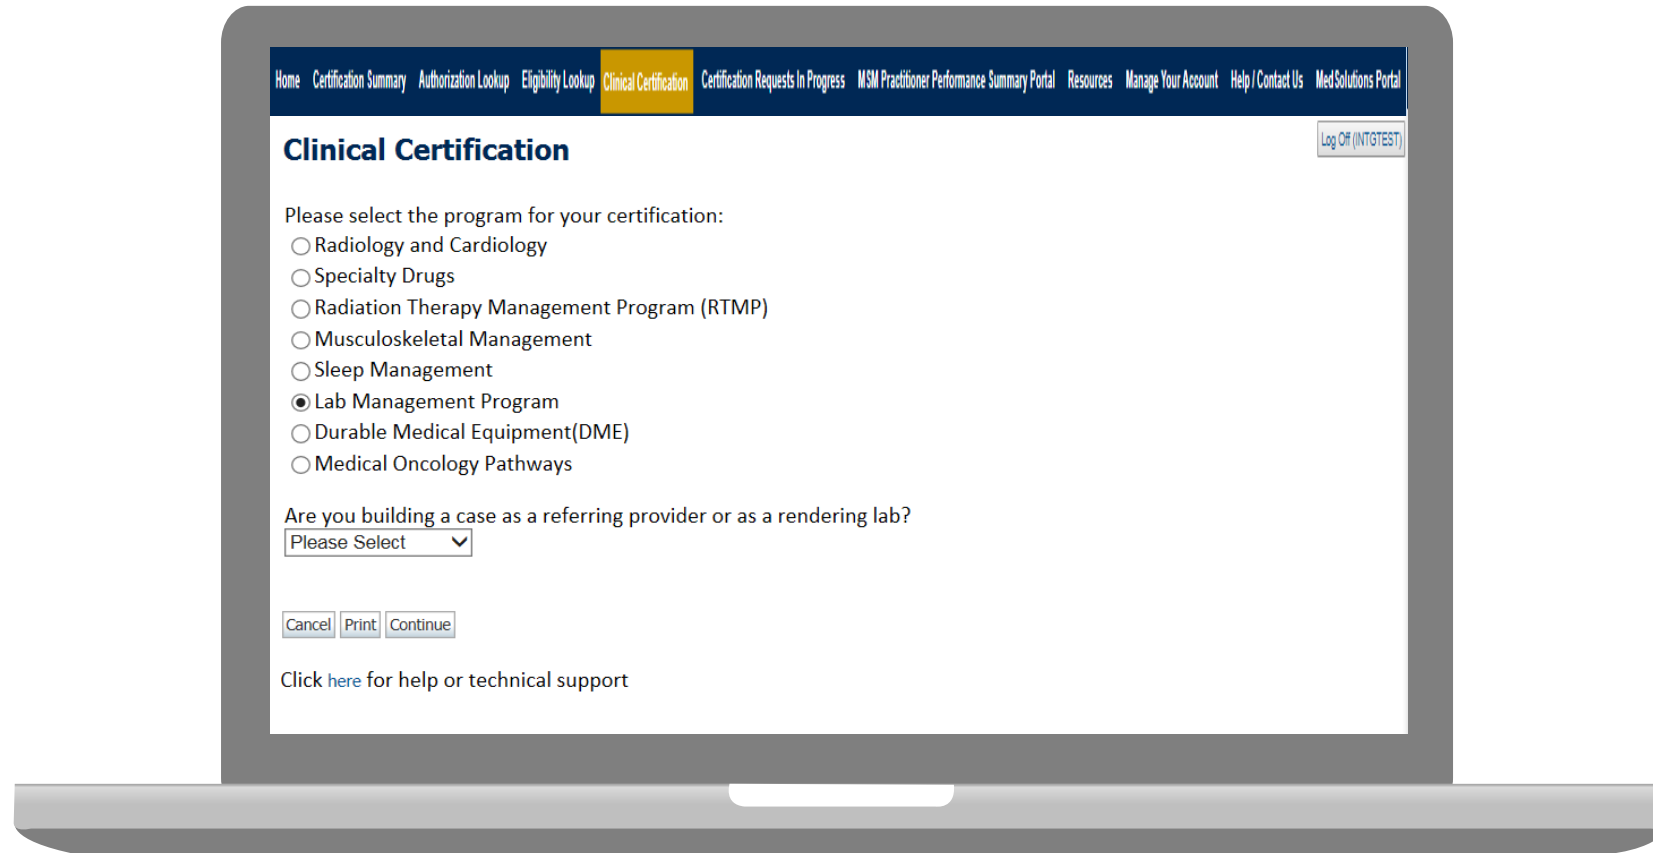 Home Certification Summary Authorization Lookup Eligibility Lookup Clinical Certification Certification Requests In Progress MSM Practitioner Performance Summary Portal Resources Manage Your Account Help / Contact Us MedSolutions Portal
Log Off (INTGTEST)
Clinical Certification
Please select the program for your certification:
Radiology and Cardiology
Specialty Drugs
Radiation Therapy Management Program (RTMP)
Musculoskeletal Management
Sleep Management
Lab Management Program
Durable Medical Equipment(DME)
Medical Oncology Pathways
Are you building a case as a referring provider or as a rendering lab?
Please Select
Cancel Print Continue
Click here for help or technical support